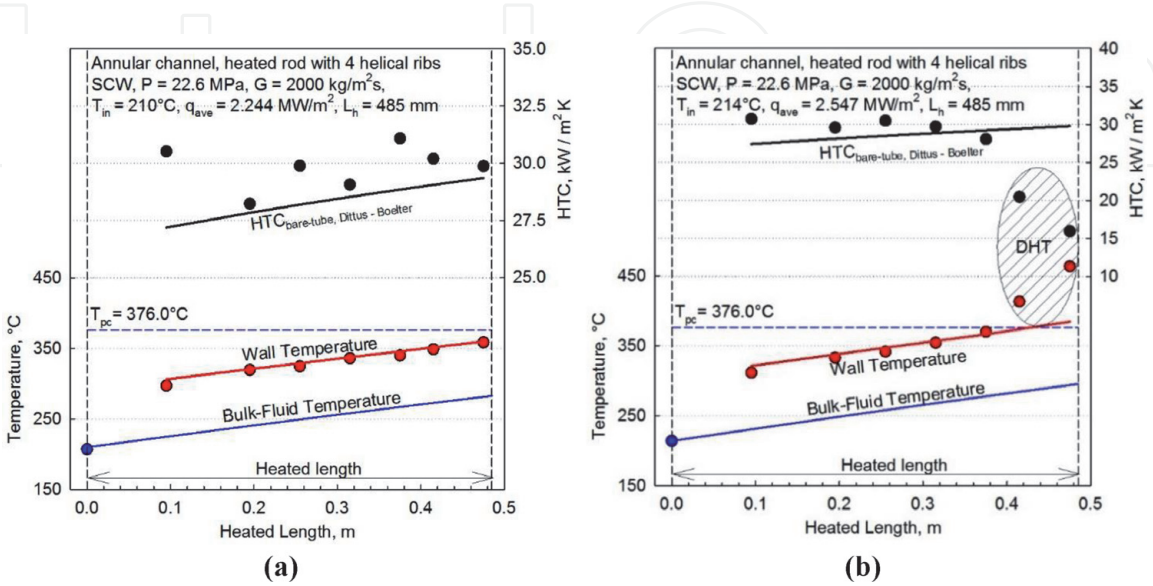 Annular channel, heated rod with 4 helical ribs
SCW, P = 22.6 MPa, G = 2000 kg/m²s,
T_in = 210°C, q_ave = 2.244 MW/m², L_h = 485 mm
HTC_bare-tube, Dittus - Boelter
T_pc = 376.0°C
Wall Temperature
Bulk-Fluid Temperature
Heated length
Temperature, °C
450
350
250
150
35.0
32.5
30.0
27.5
25.0
HTC, kW / m² K
0.0 0.1 0.2 0.3 0.4 0.5
Heated Length, m
(a)
Annular channel, heated rod with 4 helical ribs
SCW, P = 22.6 MPa, G = 2000 kg/m²s,
T_in = 214°C, q_ave = 2.547 MW/m², L_h = 485 mm
HTC_bare-tube, Dittus - Boelter
DHT
T_pc = 376.0°C
Wall Temperature
Bulk-Fluid Temperature
Heated length
Temperature, °C
450
350
250
150
40
35
30
25
20
15
10
HTC, kW / m² K
0.0 0.1 0.2 0.3 0.4 0.5
Heated Length, m
(b)